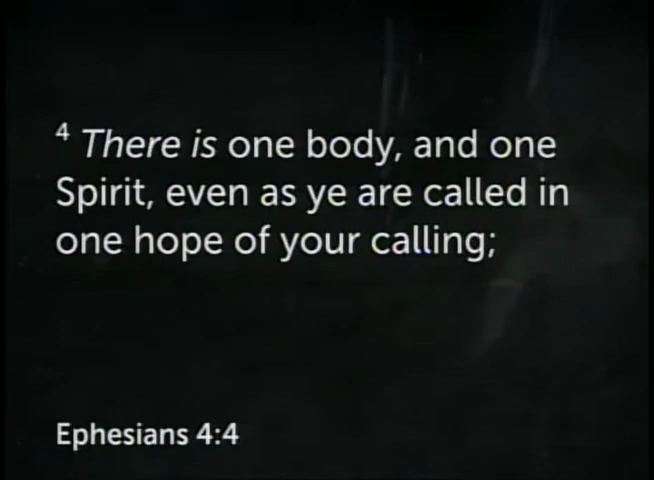 4 There is one body, and one
Spirit, even as ye are called in
one hope of your calling;
Ephesians 4:4